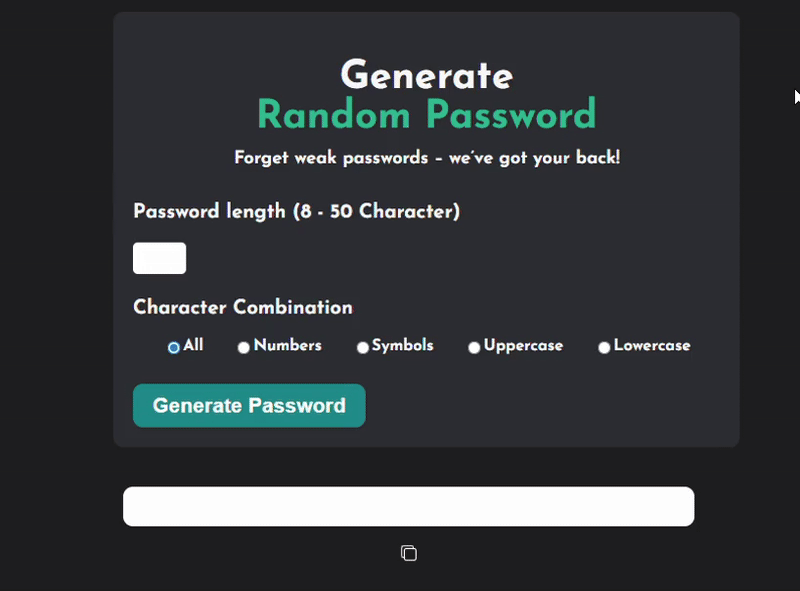 Generate
Random Password
Forget weak passwords – we've got your back!
Password length (8 - 50 Character)
Character Combination
All Numbers Symbols Uppercase Lowercase
Generate Password